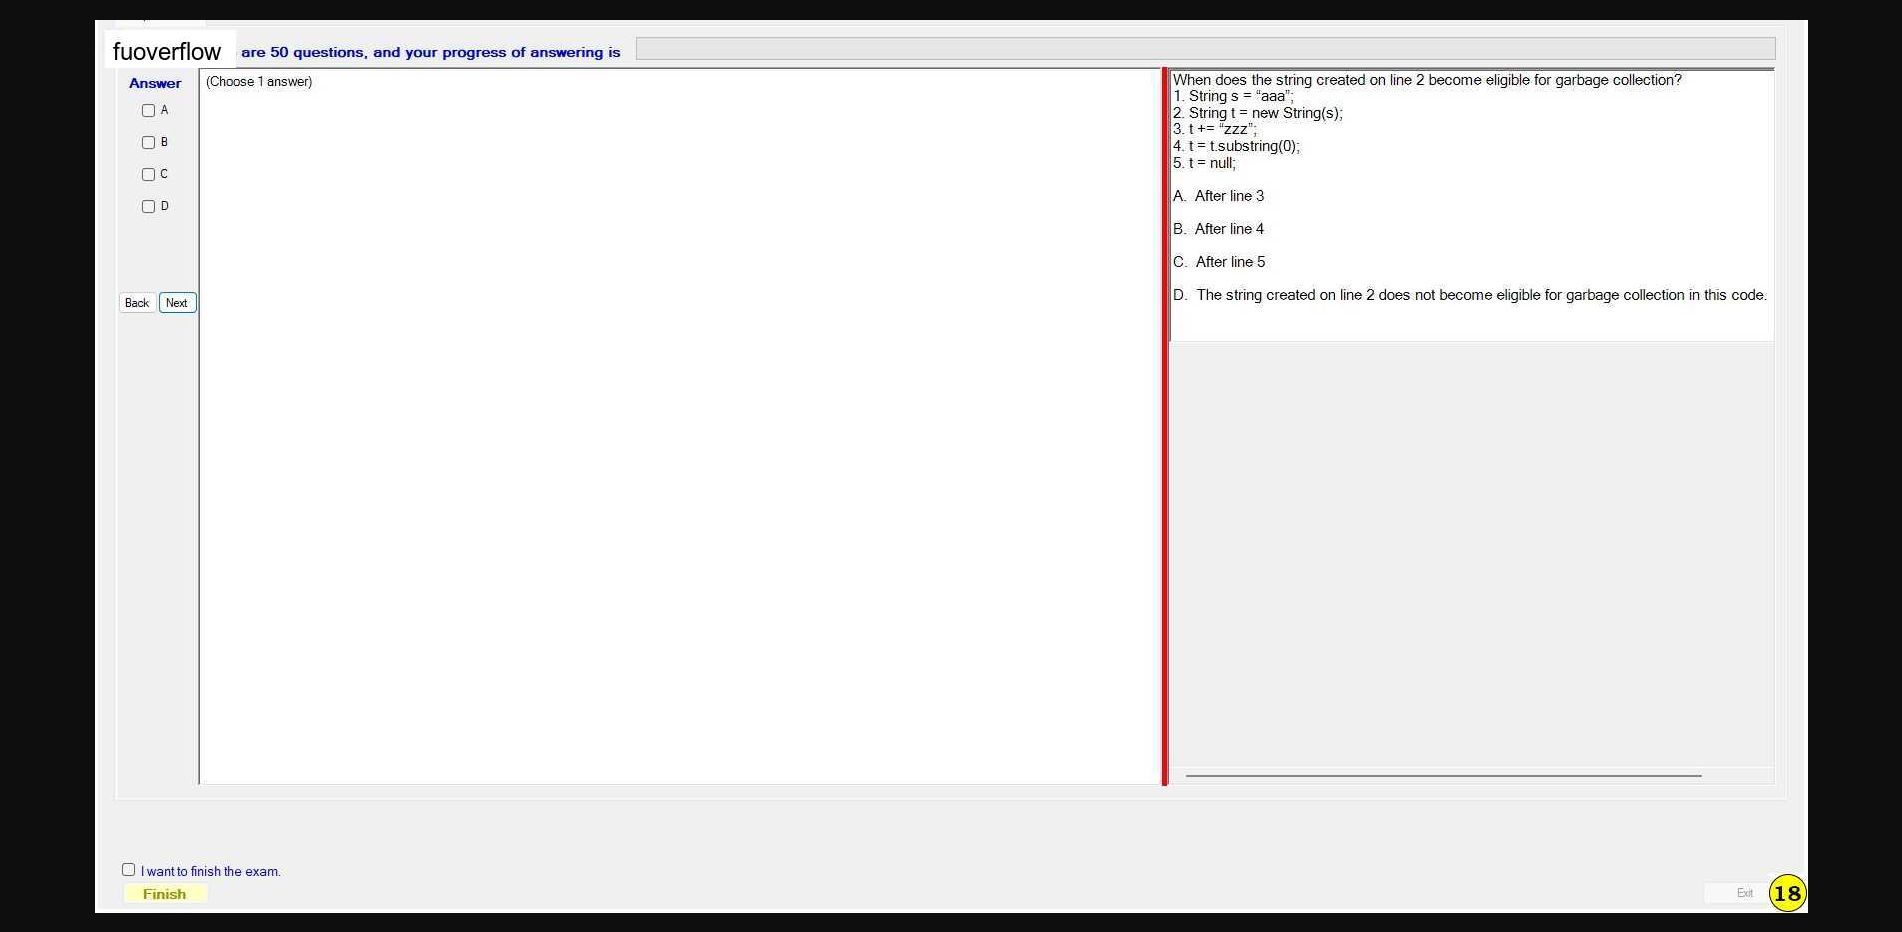 fuoverflow are 50 questions, and your progress of answering is
Answer
(Choose 1 answer)
A
B
C
D
Back Next
When does the string created on line 2 become eligible for garbage collection?
1. String s = “aaa”;
2. String t = new String(s);
3. t += “zzz”;
4. t = t.substring(0);
5. t = null;
A. After line 3
B. After line 4
C. After line 5
D. The string created on line 2 does not become eligible for garbage collection in this code.
I want to finish the exam.
Finish
Exit
18